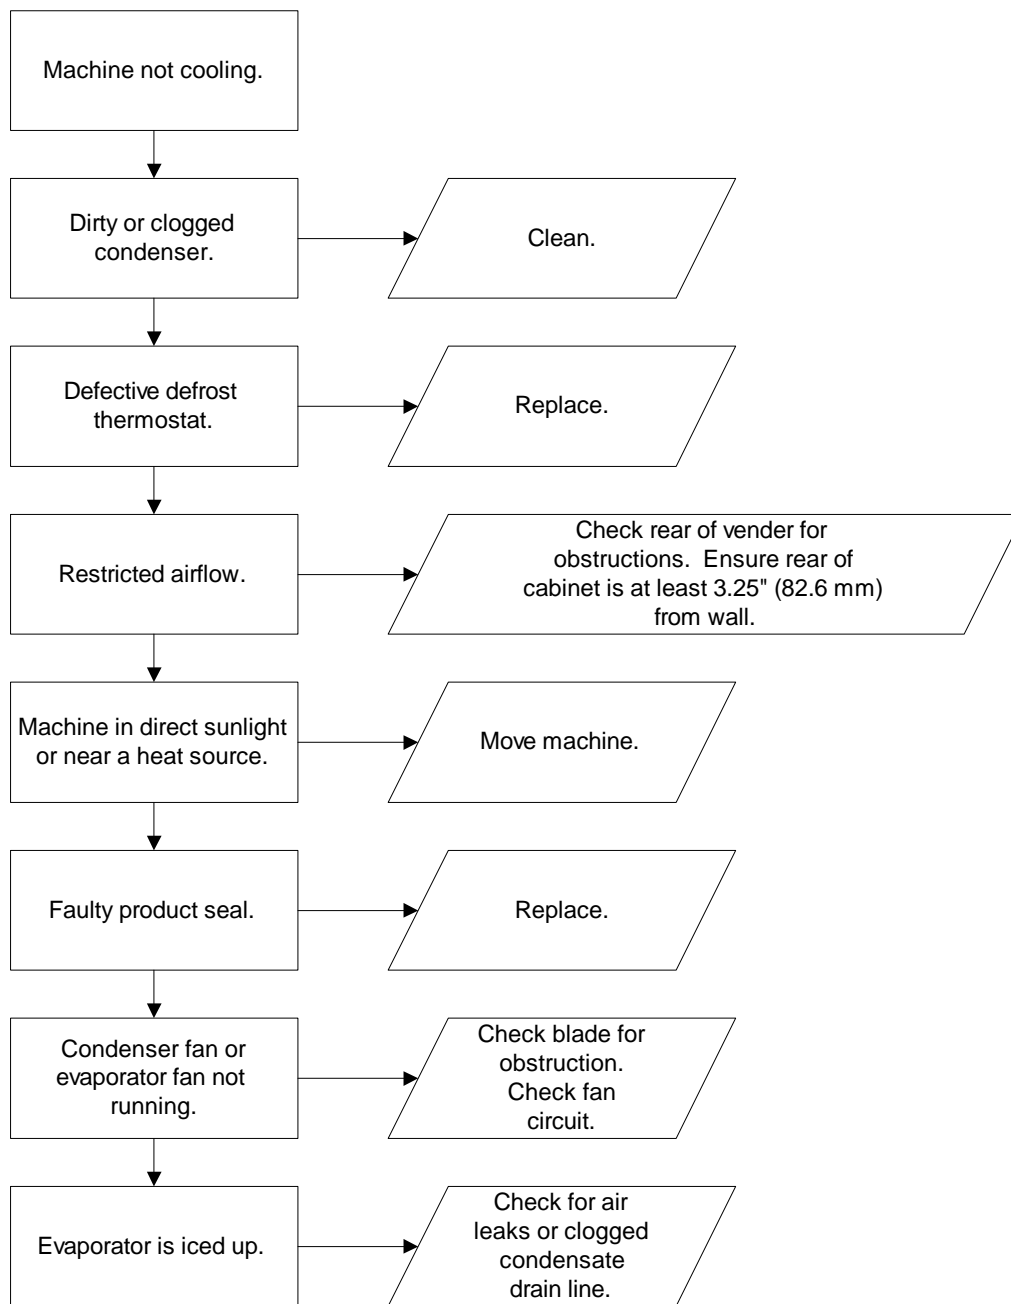 Machine not cooling.
Dirty or clogged
condenser.
Clean.
Defective defrost
thermostat.
Replace.
Restricted airflow.
Check rear of vender for
obstructions.  Ensure rear of
cabinet is at least 3.25" (82.6 mm)
from wall.
Machine in direct sunlight
or near a heat source.
Move machine.
Faulty product seal.
Replace.
Condenser fan or
evaporator fan not
running.
Check blade for
obstruction.
Check fan
circuit.
Evaporator is iced up.
Check for air
leaks or clogged
condensate
drain line.